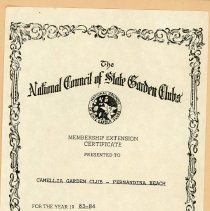 The
National Council of State Garden Clubs
MEMBERSHIP EXTENSION
CERTIFICATE
PRESENTED TO
CAMELLIA GARDEN CLUB - FERNANDINA BEACH
FOR THE YEAR 19 83-84